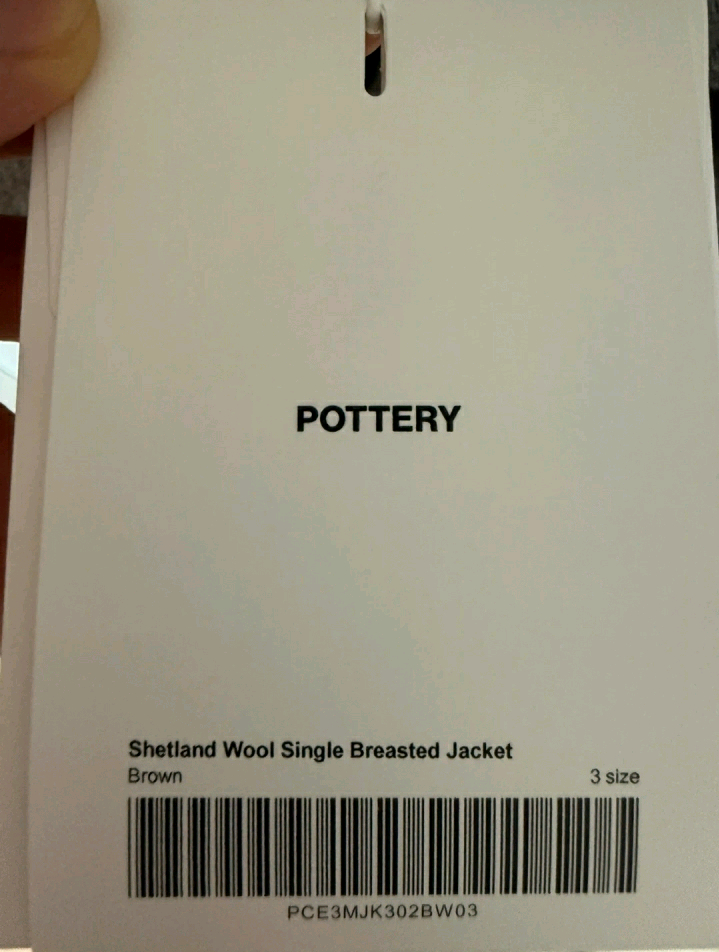 POTTERY
Shetland Wool Single Breasted Jacket
Brown 3 size
PCE3MJK302BW03